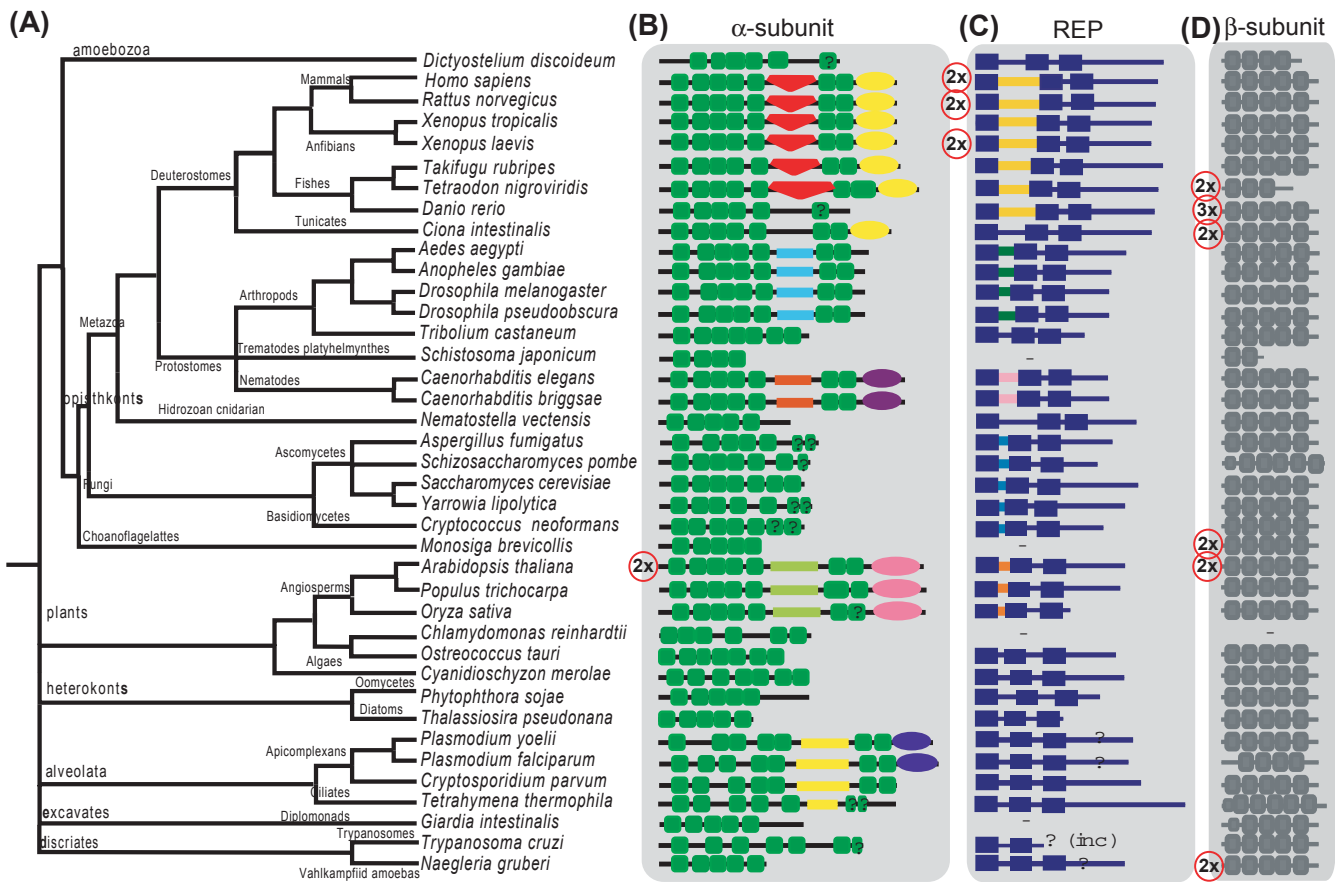 (A)
(B)
(C)
(D)
α-subunit
REP
β-subunit
amoebozoa
Dictyostelium discoideum
?
Mammals
Homo sapiens
2x
Rattus norvegicus
2x
Xenopus tropicalis
Anfibians
Xenopus laevis
2x
Deuterostomes
Takifugu rubripes
Fishes
Tetraodon nigroviridis
2x
Danio rerio
?
3x
Tunicates
Ciona intestinalis
2x
Aedes aegypti
Anopheles gambiae
Arthropods
Drosophila melanogaster
Drosophila pseudoobscura
Metazoa
Tribolium castaneum
Trematodes platyhelmynthes
Schistosoma japonicum
-
Protostomes
Nematodes
Caenorhabditis elegans
opisthkonts
Caenorhabditis briggsae
Hidrozoan cnidarian
Nematostella vectensis
Aspergillus fumigatus
? ?
Ascomycetes
Schizosaccharomyces pombe
?
Fungi
Saccharomyces cerevisiae
Yarrowia lipolytica
? ?
Basidiomycetes
Cryptococcus neoformans
? ?
Choanoflagelattes
Monosiga brevicollis
-
2x
Arabidopsis thaliana
2x
2x
Angiosperms
Populus trichocarpa
plants
Oryza sativa
?
Chlamydomonas reinhardtii
-
-
Algaes
Ostreococcus tauri
Cyanidioschyzon merolae
Oomycetes
heterokonts
Phytophthora sojae
Diatoms
Thalassiosira pseudonana
Plasmodium yoelii
?
Apicomplexans
Plasmodium falciparum
?
alveolata
Cryptosporidium parvum
Ciliates
Tetrahymena thermophila
? ?
excavates
Diplomonads
Giardia intestinalis
-
discriates
Trypanosomes
Trypanosoma cruzi
?
? (inc)
Naegleria gruberi
?
2x
Vahlkampfiid amoebas